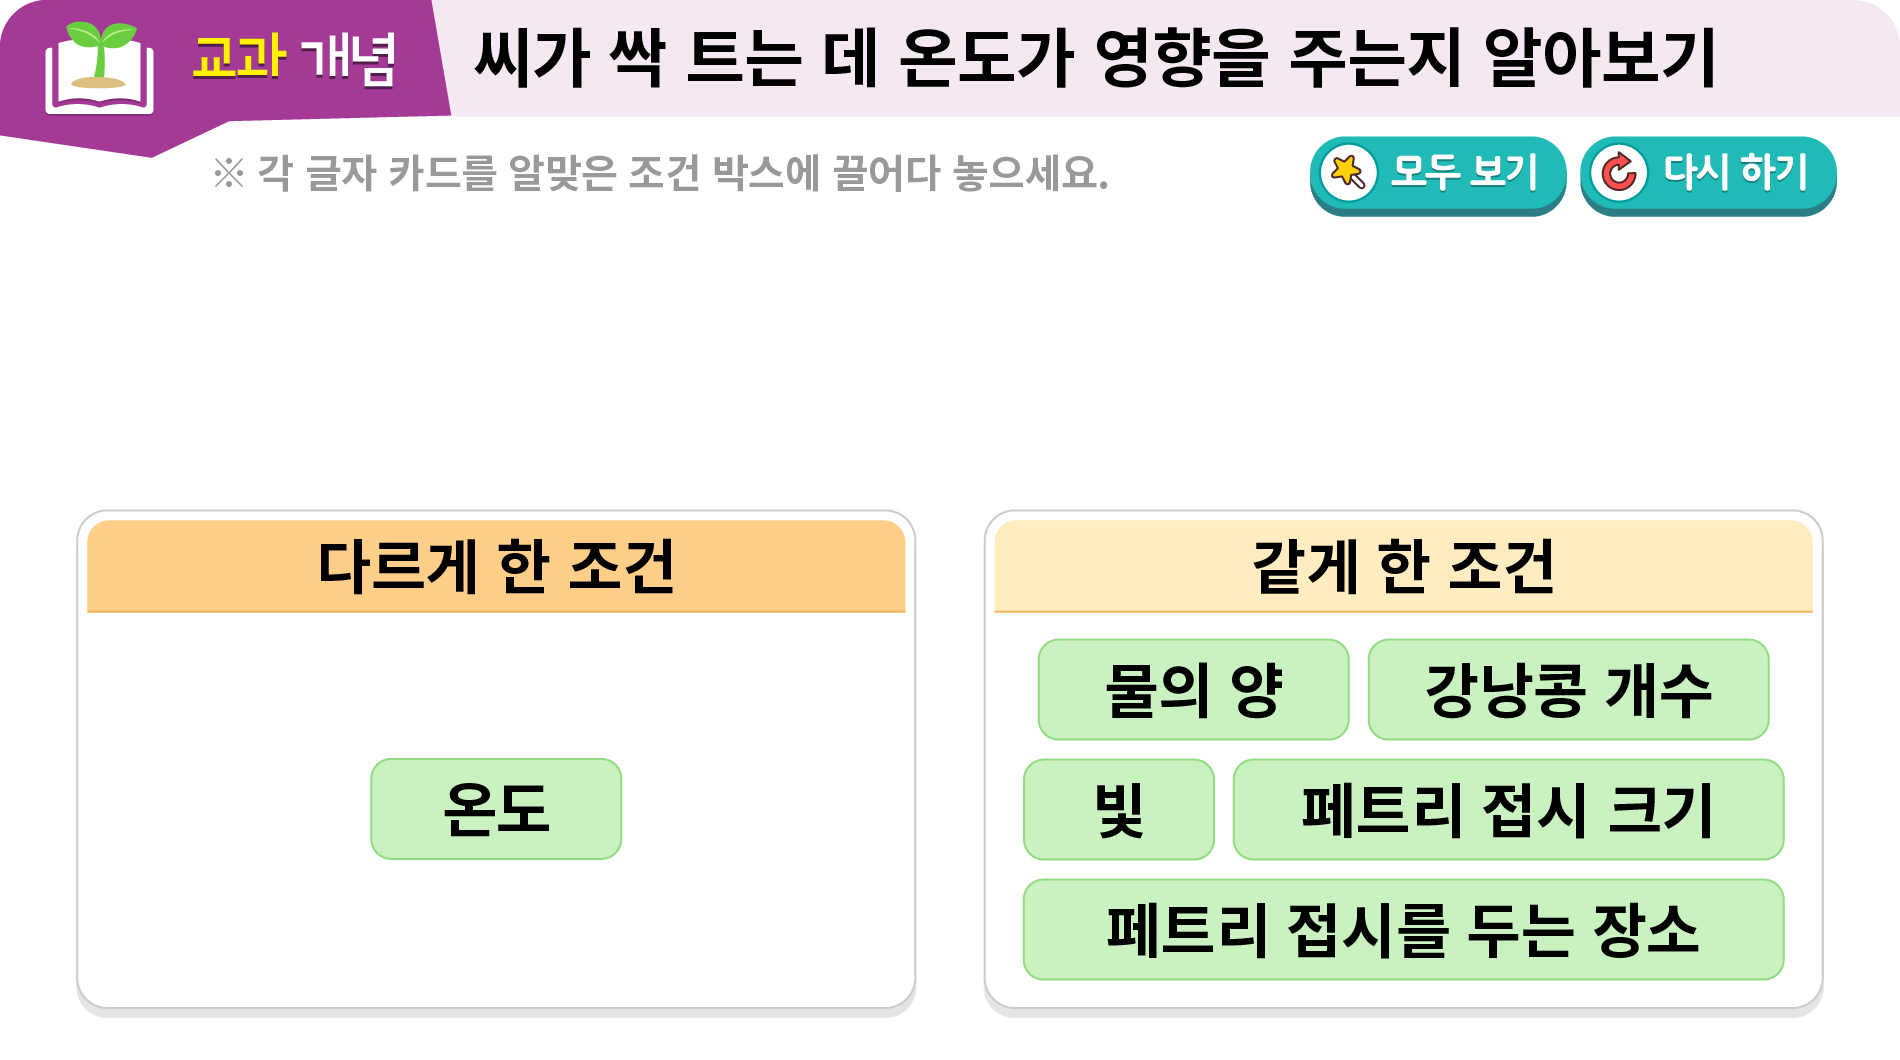 교과 개념 씨가 싹 트는 데 온도가 영향을 주는지 알아보기
※ 각 글자 카드를 알맞은 조건 박스에 끌어다 놓으세요.
모두 보기
다시 하기
다르게 한 조건
온도
같게 한 조건
물의 양
강낭콩 개수
빛
페트리 접시 크기
페트리 접시를 두는 장소